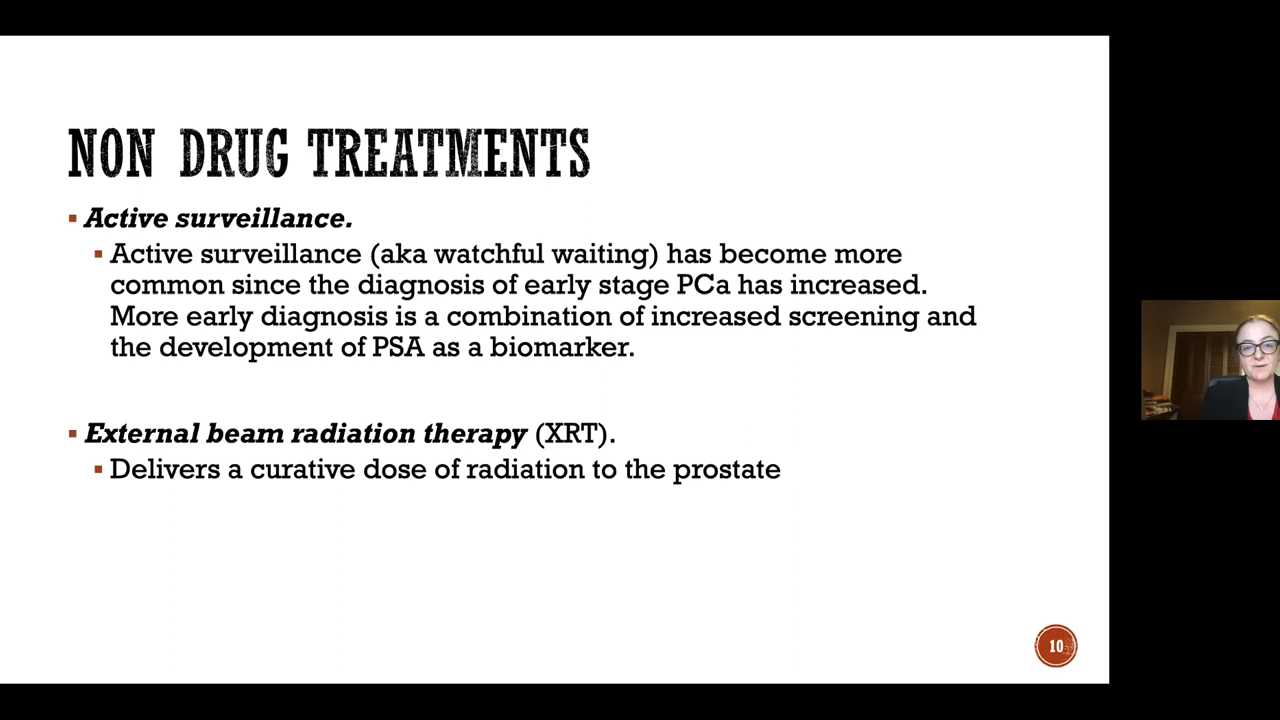 NON DRUG TREATMENTS
Active surveillance.
Active surveillance (aka watchful waiting) has become more
common since the diagnosis of early stage PCa has increased.
More early diagnosis is a combination of increased screening and
the development of PSA as a biomarker.
External beam radiation therapy (XRT).
Delivers a curative dose of radiation to the prostate
10